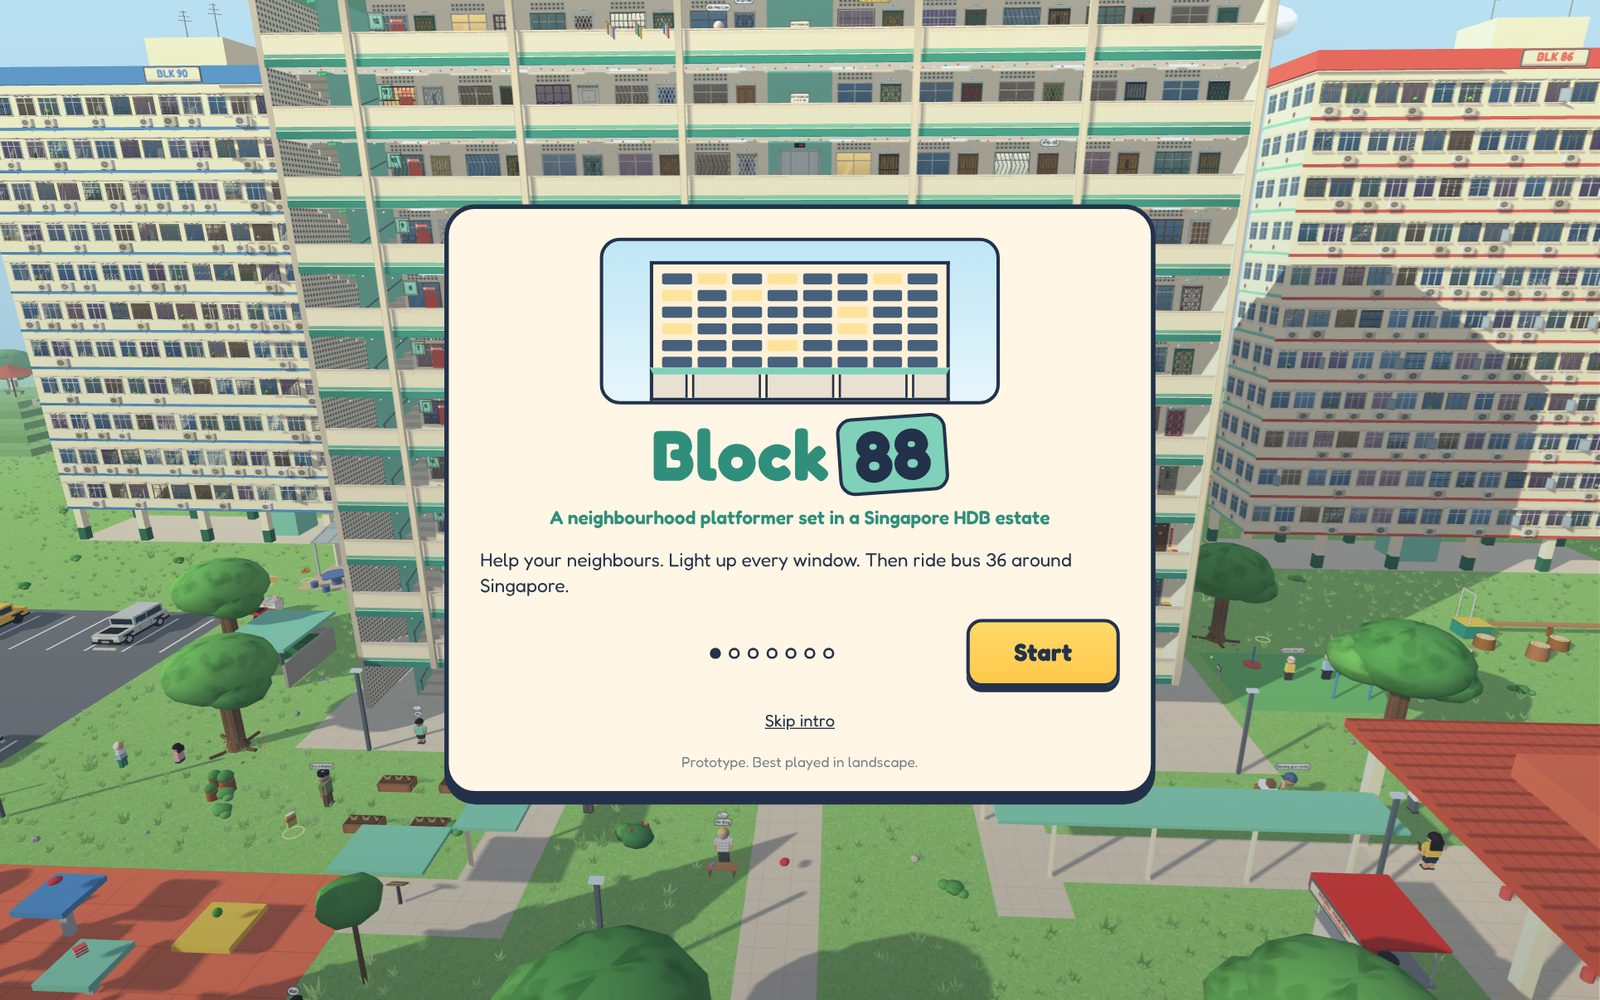 BLK 90
BLK 86
Block 88
A neighbourhood platformer set in a Singapore HDB estate
Help your neighbours. Light up every window. Then ride bus 36 around
Singapore.
Start
Skip intro
Prototype. Best played in landscape.